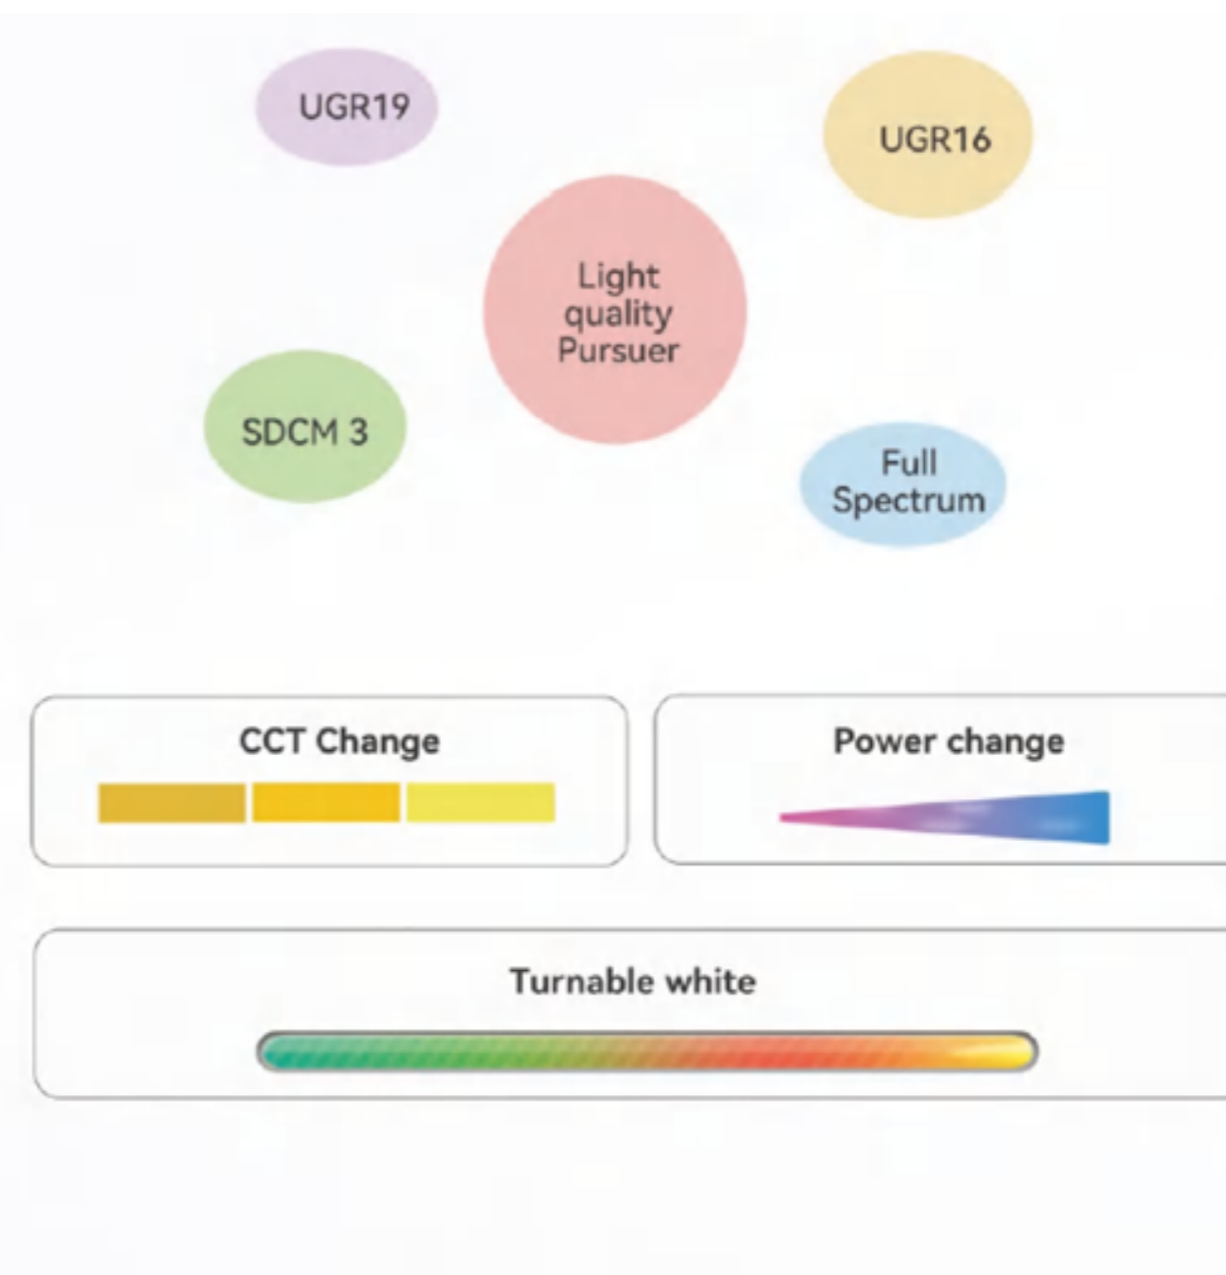 UGR19
UGR16
Light
quality
Pursuer
SDCM 3
Full
Spectrum
CCT Change
Power change
Turnable white